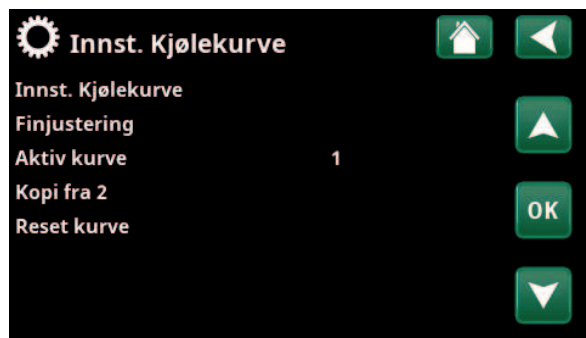 Innst. Kjølekurve
Innst. Kjølekurve
Finjustering
Aktiv kurve 1
Kopi fra 2
Reset kurve
OK